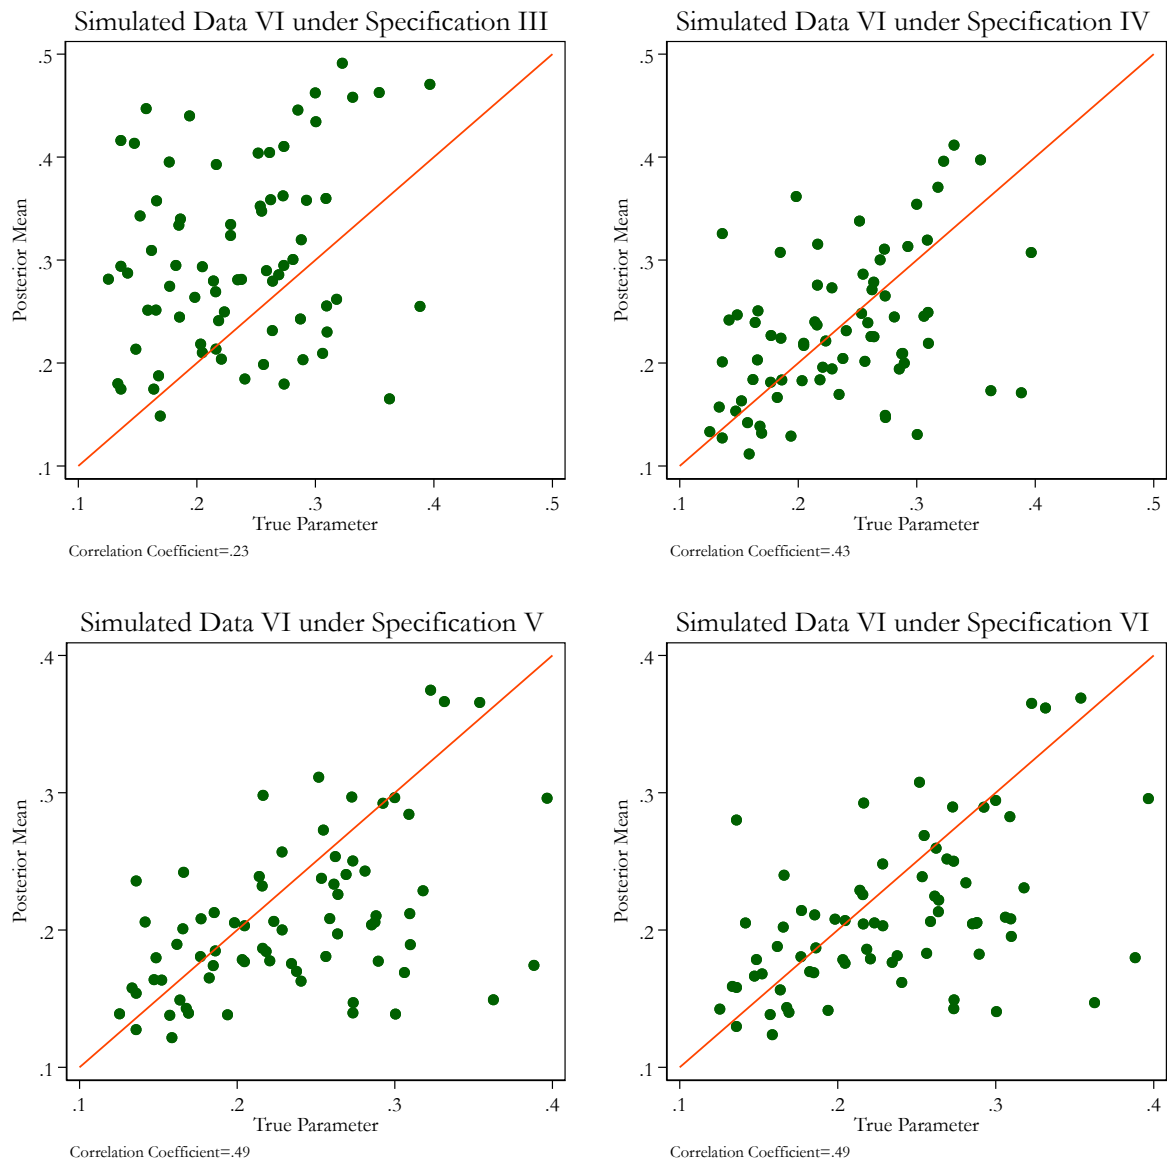 Simulated Data VI under Specification III
.5
.4
.3
.2
.1
Posterior Mean
.1 .2 .3 .4 .5
True Parameter
Correlation Coefficient=.23
Simulated Data VI under Specification IV
.5
.4
.3
.2
.1
Posterior Mean
.1 .2 .3 .4 .5
True Parameter
Correlation Coefficient=.43
Simulated Data VI under Specification V
.4
.3
.2
.1
Posterior Mean
.1 .2 .3 .4
True Parameter
Correlation Coefficient=.49
Simulated Data VI under Specification VI
.4
.3
.2
.1
Posterior Mean
.1 .2 .3 .4
True Parameter
Correlation Coefficient=.49